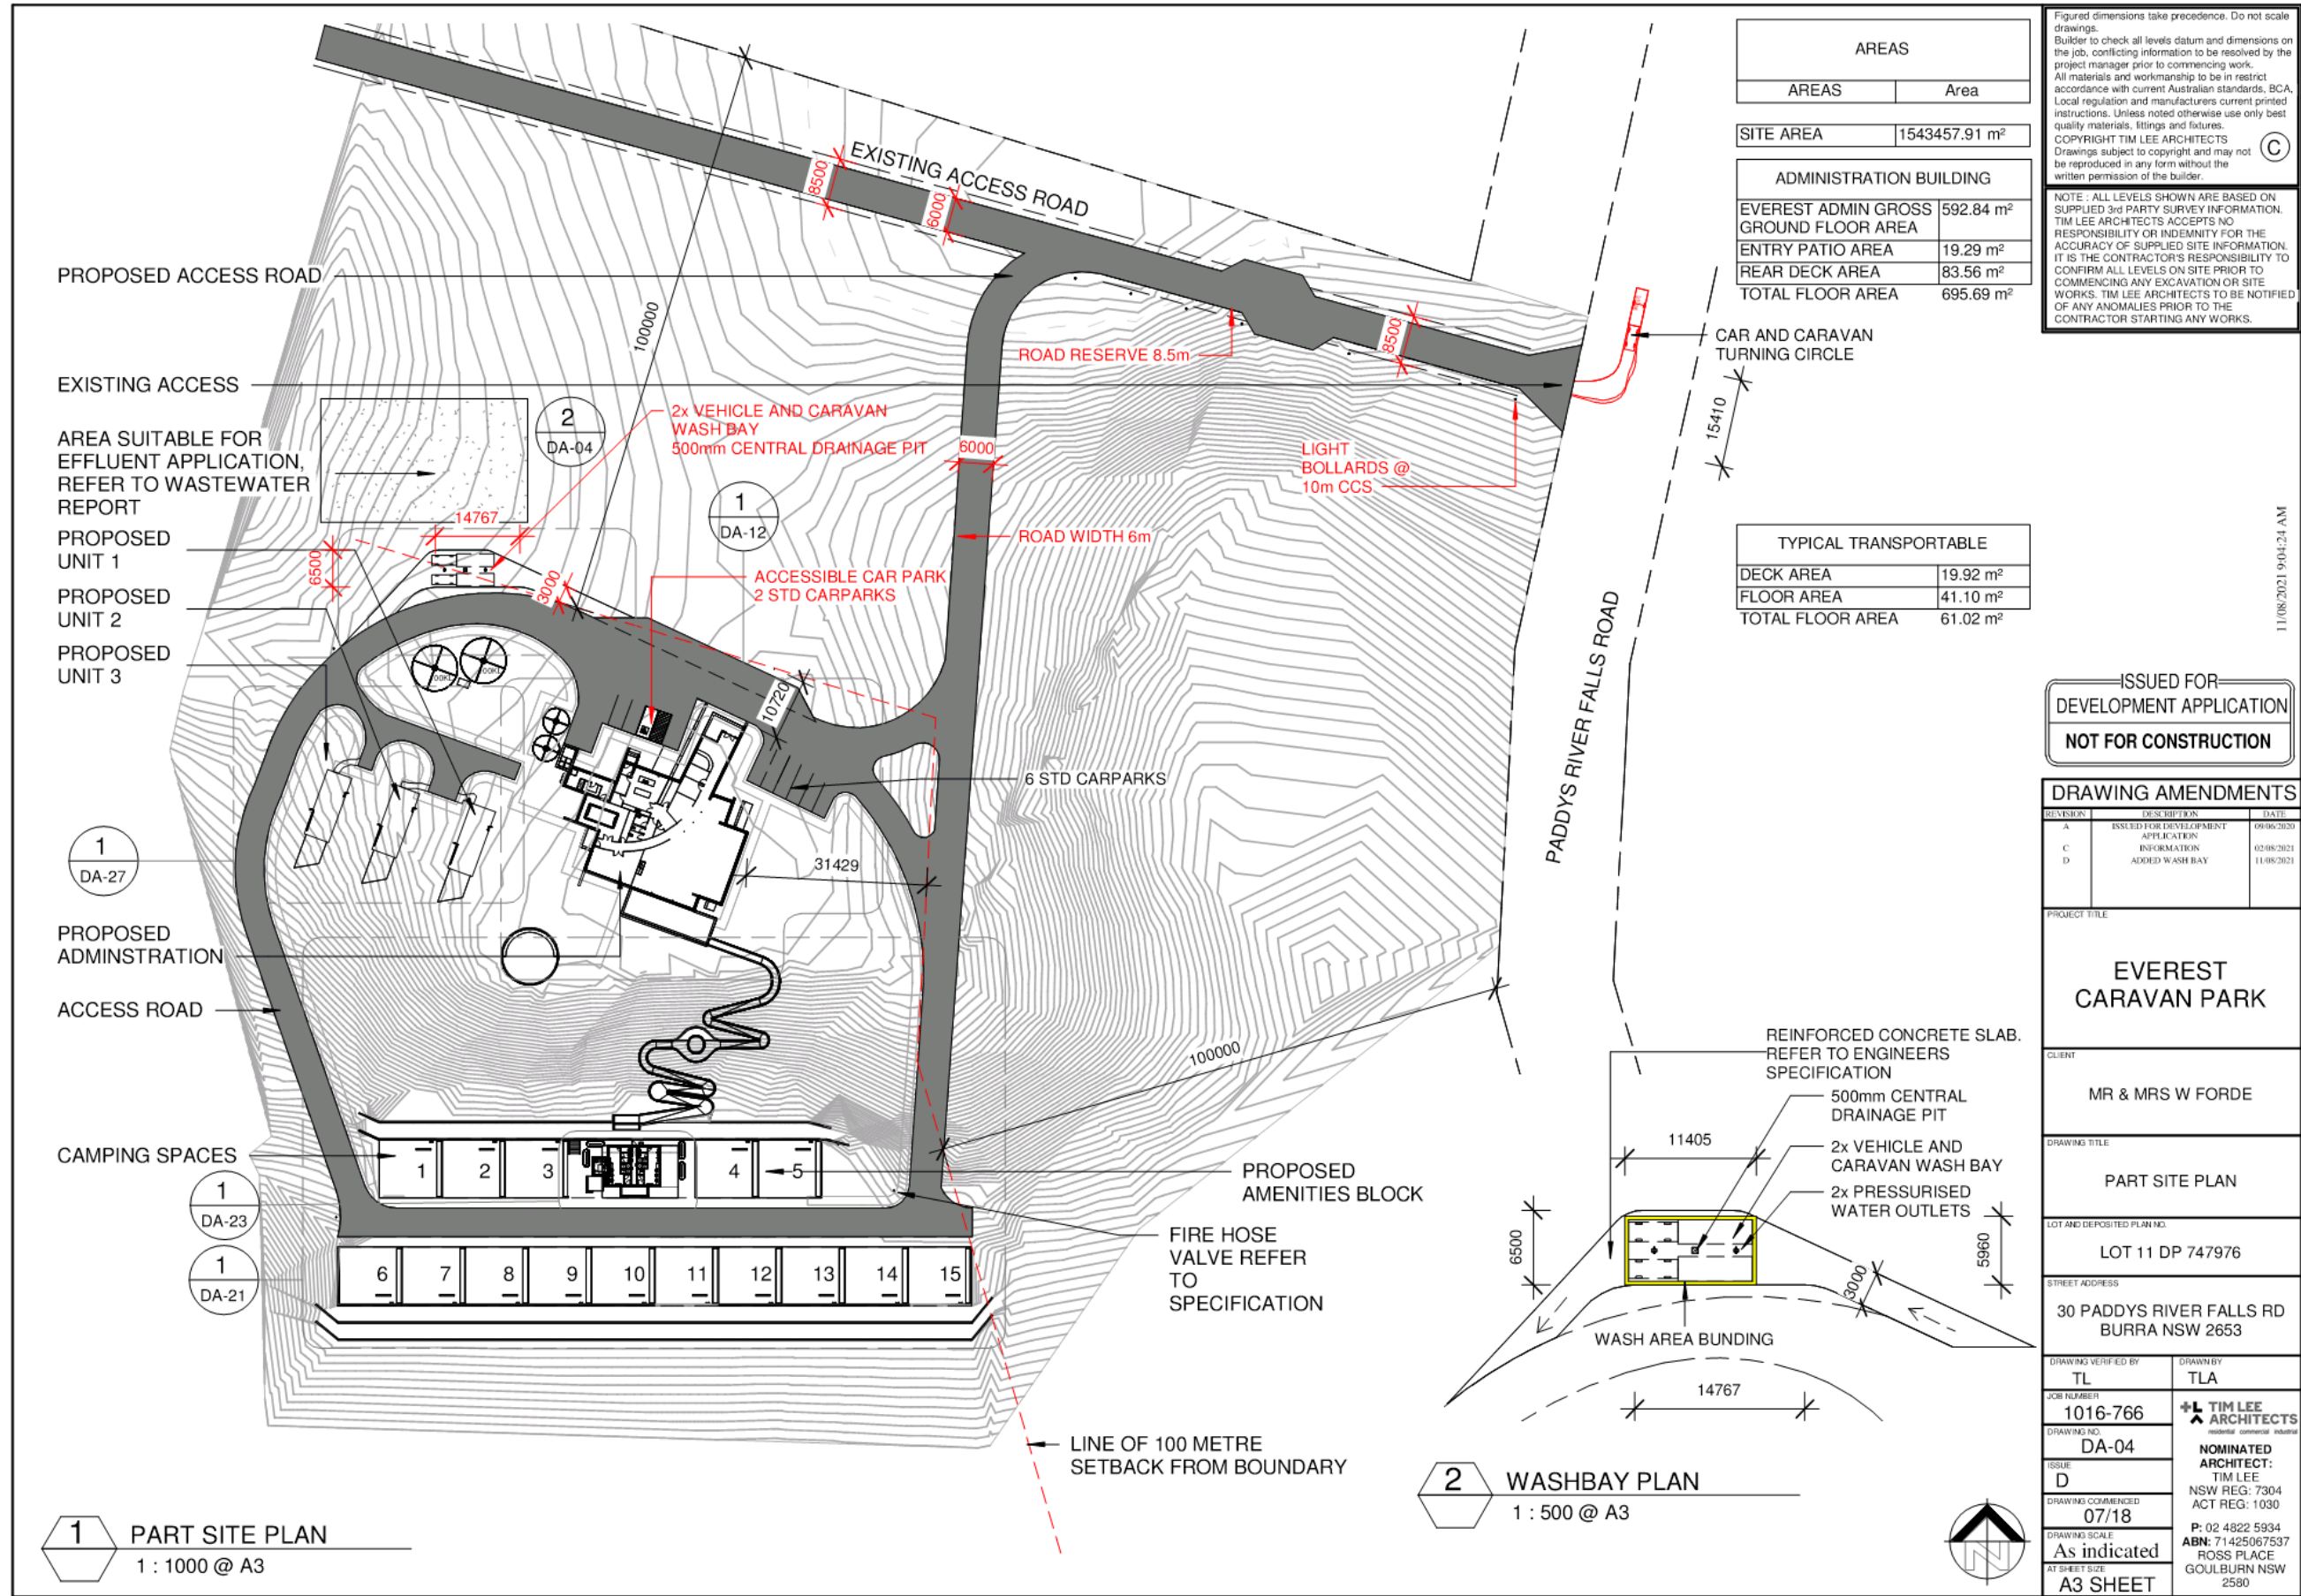 EXISTING ACCESS ROAD
8500
6000
PROPOSED ACCESS ROAD
100000
ROAD RESERVE 8.5m
8500
CAR AND CARAVAN
TURNING CIRCLE
15410
EXISTING ACCESS
2
DA-04
2x VEHICLE AND CARAVAN
WASH BAY
500mm CENTRAL DRAINAGE PIT
6000
LIGHT
BOLLARDS @
10m CCS
AREA SUITABLE FOR
EFFLUENT APPLICATION,
REFER TO WASTEWATER
REPORT
14767
1
DA-12
ROAD WIDTH 6m
PROPOSED
UNIT 1
6500
3000
ACCESSIBLE CAR PARK
2 STD CARPARKS
PROPOSED
UNIT 2
PROPOSED
UNIT 3
10720
6 STD CARPARKS
PADDYS RIVER FALLS ROAD
1
DA-27
31429
PROPOSED
ADMINSTRATION
ACCESS ROAD
100000
CAMPING SPACES
1 2 3 4 5
PROPOSED
AMENITIES BLOCK
1
DA-23
FIRE HOSE
VALVE REFER
TO
SPECIFICATION
1
DA-21
6 7 8 9 10 11 12 13 14 15
LINE OF 100 METRE
SETBACK FROM BOUNDARY
1 PART SITE PLAN
1 : 1000 @ A3
REINFORCED CONCRETE SLAB.
REFER TO ENGINEERS
SPECIFICATION
500mm CENTRAL
DRAINAGE PIT
11405
2x VEHICLE AND
CARAVAN WASH BAY
2x PRESSURISED
WATER OUTLETS
6500
5960
3000
WASH AREA BUNDING
14767
2 WASHBAY PLAN
1 : 500 @ A3
N
AREAS
AREAS Area
SITE AREA 1543457.91 m²
ADMINISTRATION BUILDING
EVEREST ADMIN GROSS 592.84 m²
GROUND FLOOR AREA
ENTRY PATIO AREA 19.29 m²
REAR DECK AREA 83.56 m²
TOTAL FLOOR AREA 695.69 m²
TYPICAL TRANSPORTABLE
DECK AREA 19.92 m²
FLOOR AREA 41.10 m²
TOTAL FLOOR AREA 61.02 m²
Figured dimensions take precedence. Do not scale
drawings.
Builder to check all levels datum and dimensions on
the job, conflicting information to be resolved by the
project manager prior to commencing work.
All materials and workmanship to be in restrict
accordance with current Australian standards, BCA,
Local regulation and manufacturers current printed
instructions. Unless noted otherwise use only best
quality materials, fittings and fixtures.
COPYRIGHT TIM LEE ARCHITECTS
Drawings subject to copyright and may not
be reproduced in any form without the
written permission of the builder.
C
NOTE : ALL LEVELS SHOWN ARE BASED ON
SUPPLIED 3rd PARTY SURVEY INFORMATION.
TIM LEE ARCHITECTS ACCEPTS NO
RESPONSIBILITY OR INDEMNITY FOR THE
ACCURACY OF SUPPLIED SITE INFORMATION.
IT IS THE CONTRACTOR'S RESPONSIBILITY TO
CONFIRM ALL LEVELS ON SITE PRIOR TO
COMMENCING ANY EXCAVATION OR SITE
WORKS. TIM LEE ARCHITECTS TO BE NOTIFIED
OF ANY ANOMALIES PRIOR TO THE
CONTRACTOR STARTING ANY WORKS.
11/08/2021 9:04:24 AM
ISSUED FOR
DEVELOPMENT APPLICATION
NOT FOR CONSTRUCTION
DRAWING AMENDMENTS
REVISION DESCRIPTION DATE
A ISSUED FOR DEVELOPMENT 09/06/2020
APPLICATION
C INFORMATION 02/08/2021
D ADDED WASH BAY 11/08/2021
PROJECT TITLE
EVEREST
CARAVAN PARK
CLIENT
MR & MRS W FORDE
DRAWING TITLE
PART SITE PLAN
LOT AND DEPOSITED PLAN NO.
LOT 11 DP 747976
STREET ADDRESS
30 PADDYS RIVER FALLS RD
BURRA NSW 2653
DRAWING VERIFIED BY
TL
DRAWN BY
TLA
JOB NUMBER
1016-766
DRAWING NO.
DA-04
ISSUE
D
DRAWING COMMENCED
07/18
DRAWING SCALE
As indicated
AT SHEET SIZE
A3 SHEET
TIM LEE
ARCHITECTS
residential commercial industrial
NOMINATED
ARCHITECT:
TIM LEE
NSW REG: 7304
ACT REG: 1030
P: 02 4822 5934
ABN: 71425067537
ROSS PLACE
GOULBURN NSW
2580